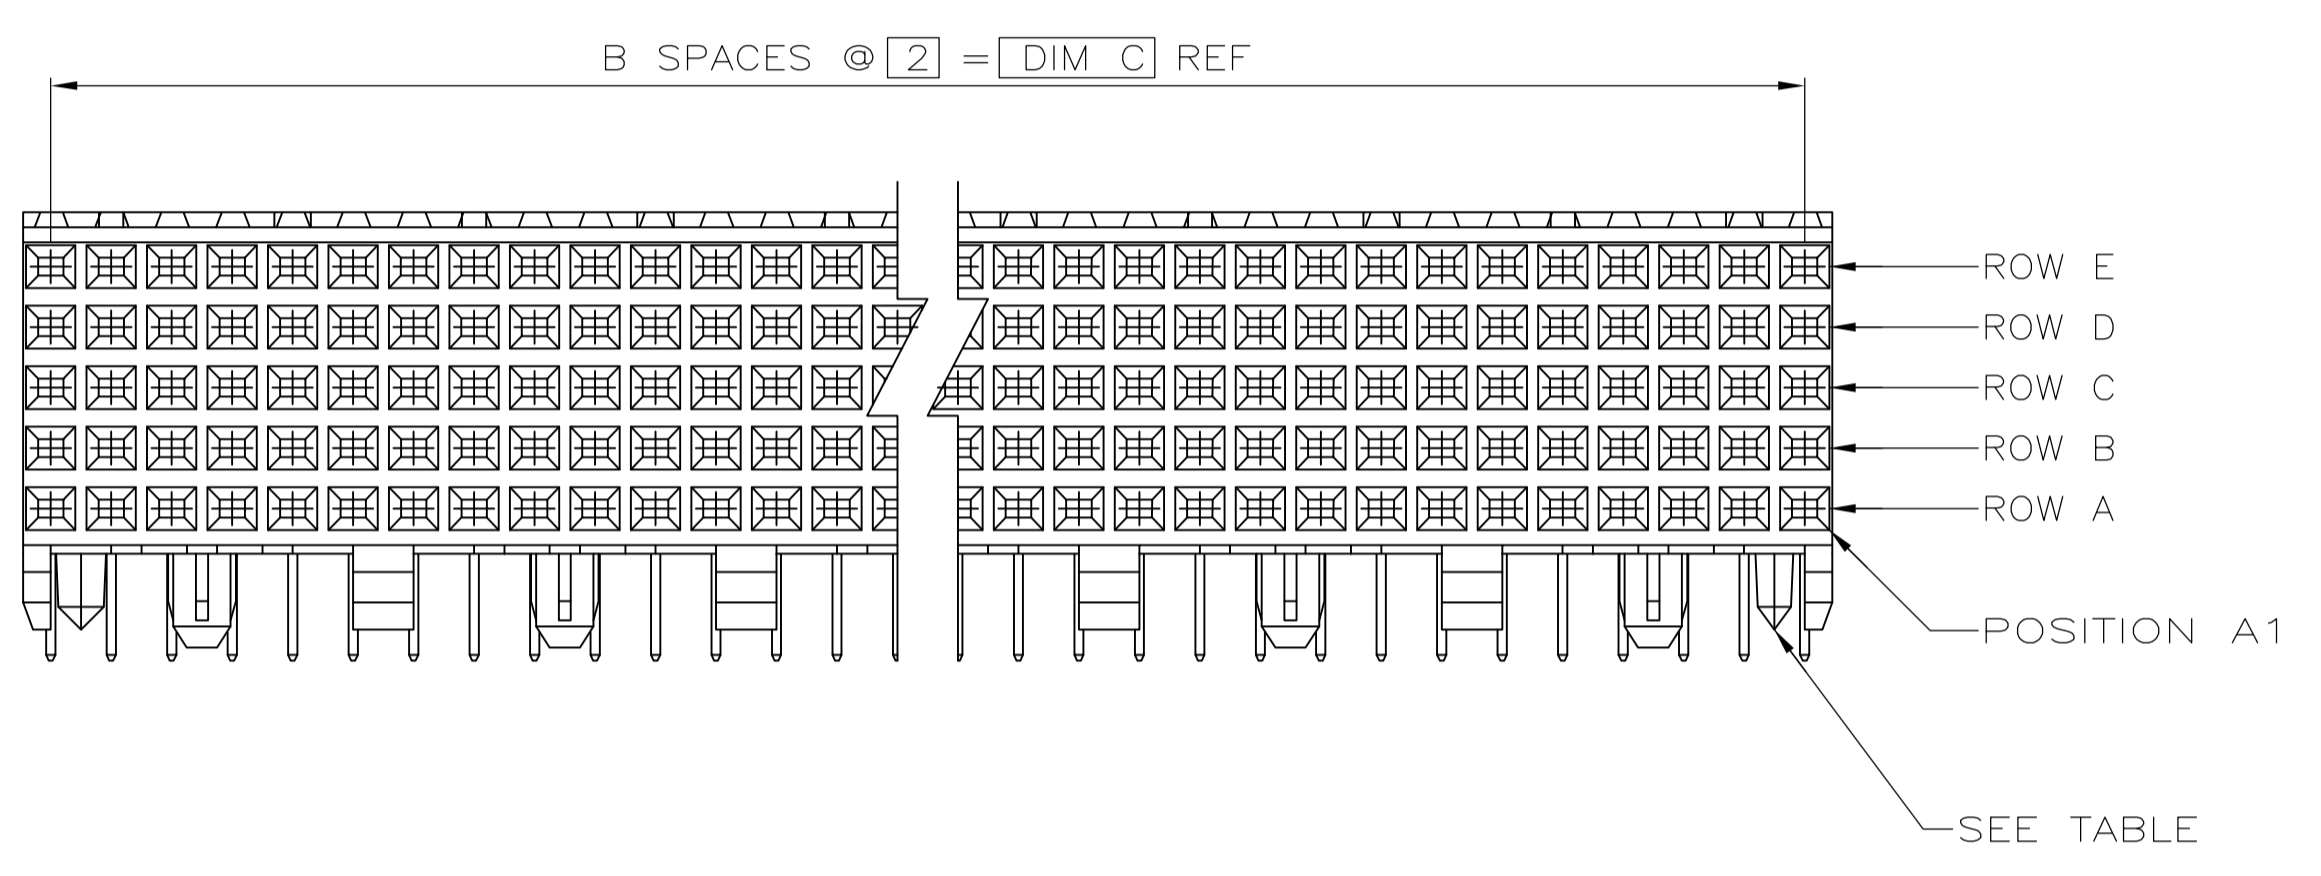 B SPACES @ 2 = DIM C REF
ROW E
ROW D
ROW C
ROW B
ROW A
POSITION A1
SEE TABLE